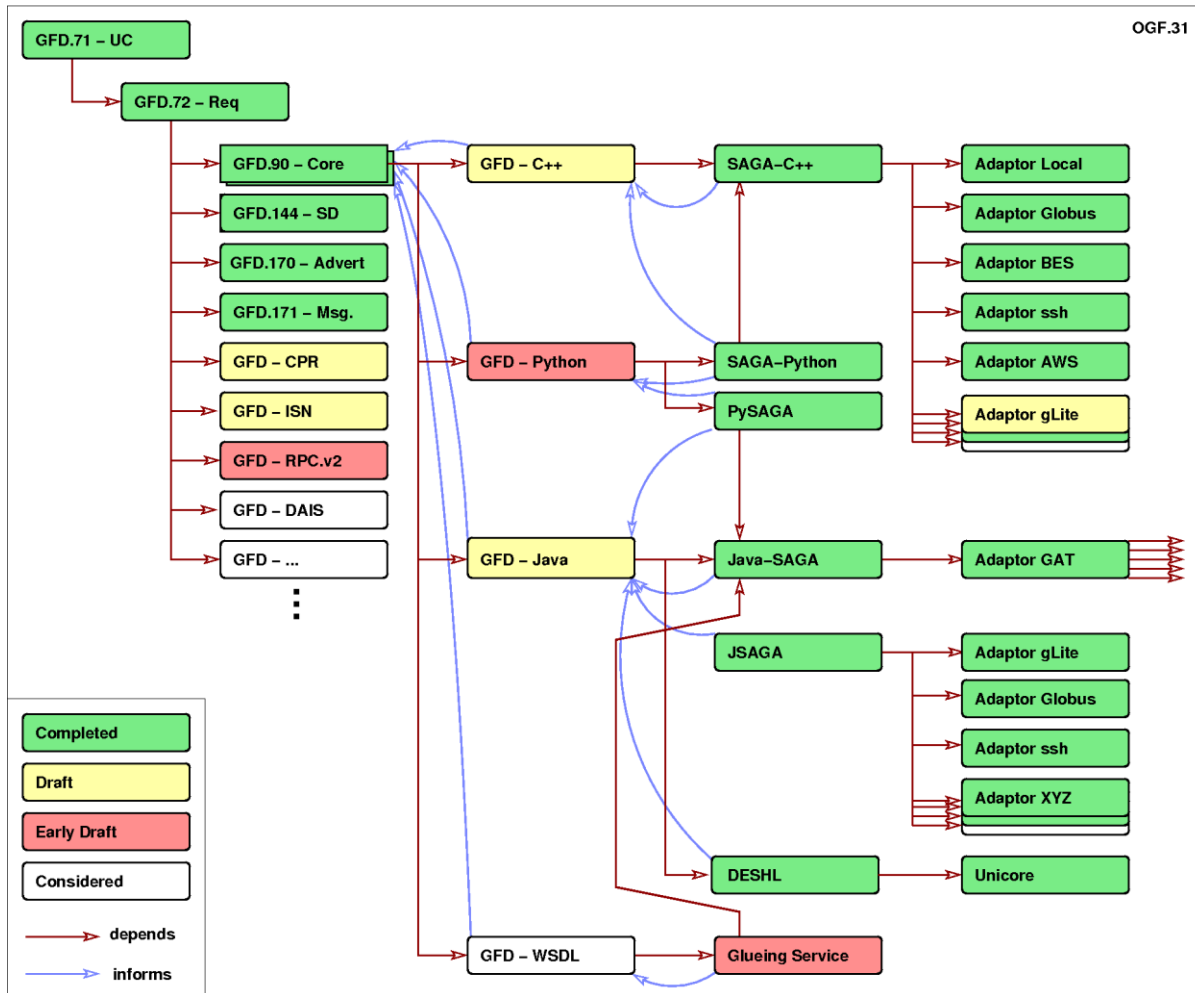 OGF.31
GFD.71 – UC
GFD.72 – Req
GFD.90 – Core
GFD.144 – SD
GFD.170 – Advert
GFD.171 – Msg.
GFD – CPR
GFD – ISN
GFD – RPC.v2
GFD – DAIS
GFD – ...
GFD – C++
GFD – Python
GFD – Java
GFD – WSDL
SAGA–C++
SAGA–Python
PySAGA
Java–SAGA
JSAGA
DESHL
Glueing Service
Adaptor Local
Adaptor Globus
Adaptor BES
Adaptor ssh
Adaptor AWS
Adaptor gLite
Adaptor GAT
Adaptor gLite
Adaptor Globus
Adaptor ssh
Adaptor XYZ
Unicore
Completed
Draft
Early Draft
Considered
depends
informs